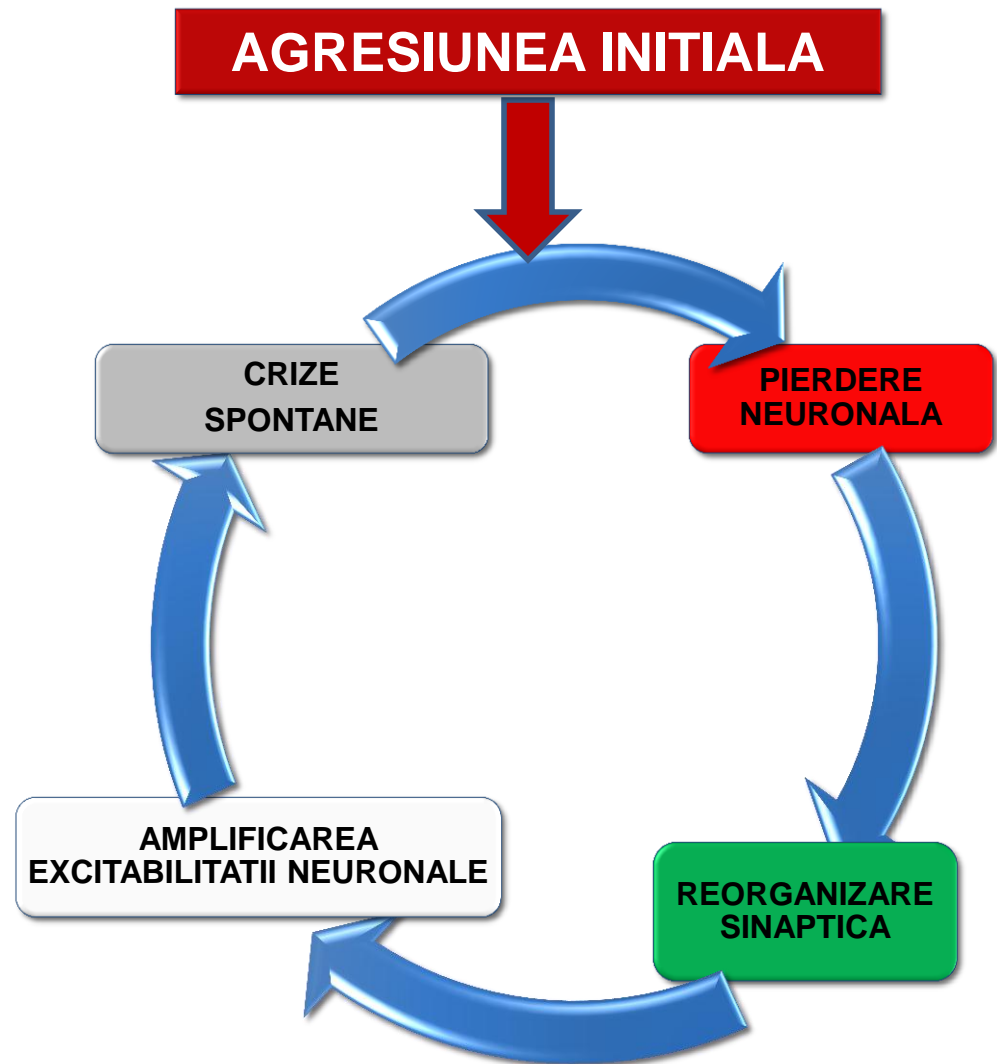 AGRESIUNEA INITIALA
CRIZE
SPONTANE
PIERDERE
NEURONALA
AMPLIFICAREA
EXCITABILITATII NEURONALE
REORGANIZARE
SINAPTICA